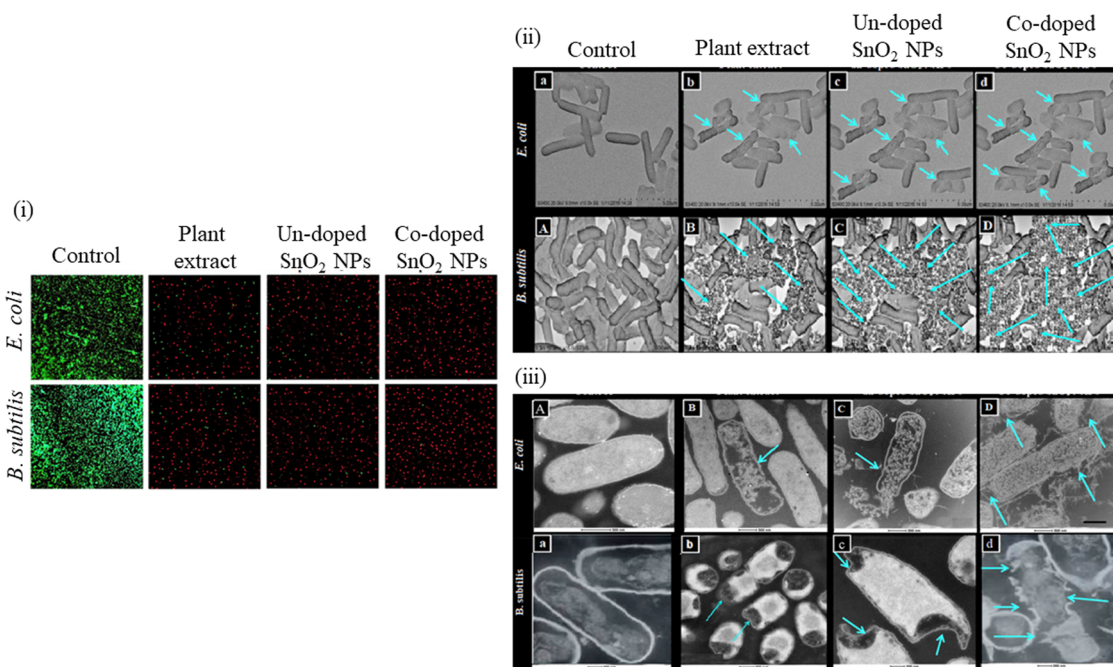 (i)
Control
Plant
extract
Un-doped
SnO₂ NPs
Co-doped
SnO₂ NPs
E. coli
B. subtilis
(ii)
Control
Plant extract
Un-doped
SnO₂ NPs
Co-doped
SnO₂ NPs
E. coli
a
b
c
d
B. subtilis
A
B
C
D
(iii)
E. coli
A
B
C
D
B. subtilis
a
b
c
d